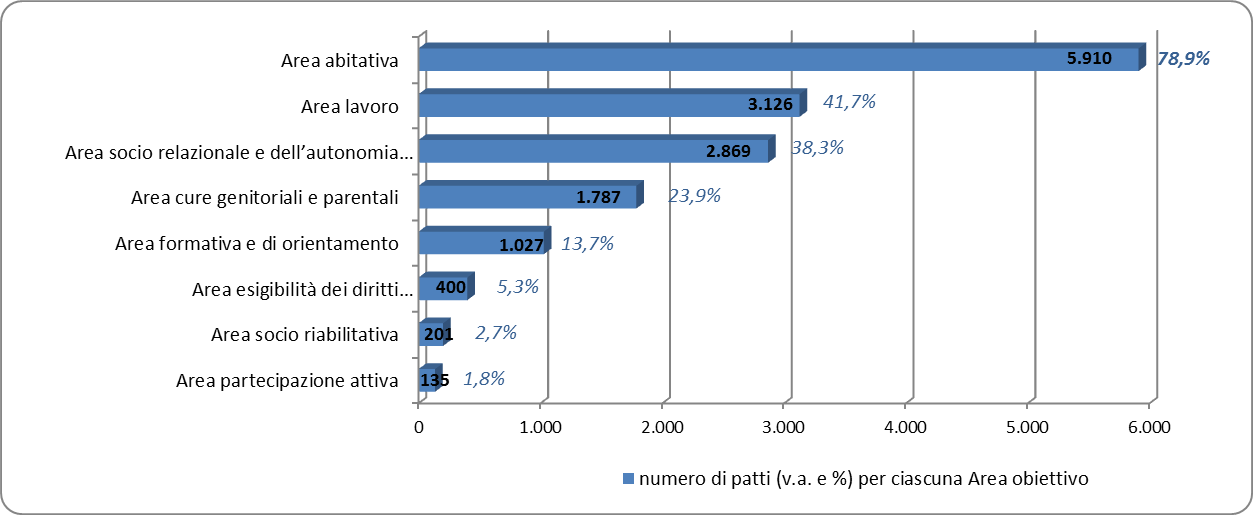 Area abitativa 5.910 78,9%
Area lavoro 3.126 41,7%
Area socio relazionale e dell’autonomia... 2.869 38,3%
Area cure genitoriali e parentali 1.787 23,9%
Area formativa e di orientamento 1.027 13,7%
Area esigibilità dei diritti... 400 5,3%
Area socio riabilitativa 201 2,7%
Area partecipazione attiva 135 1,8%
0 1.000 2.000 3.000 4.000 5.000 6.000
numero di patti (v.a. e %) per ciascuna Area obiettivo